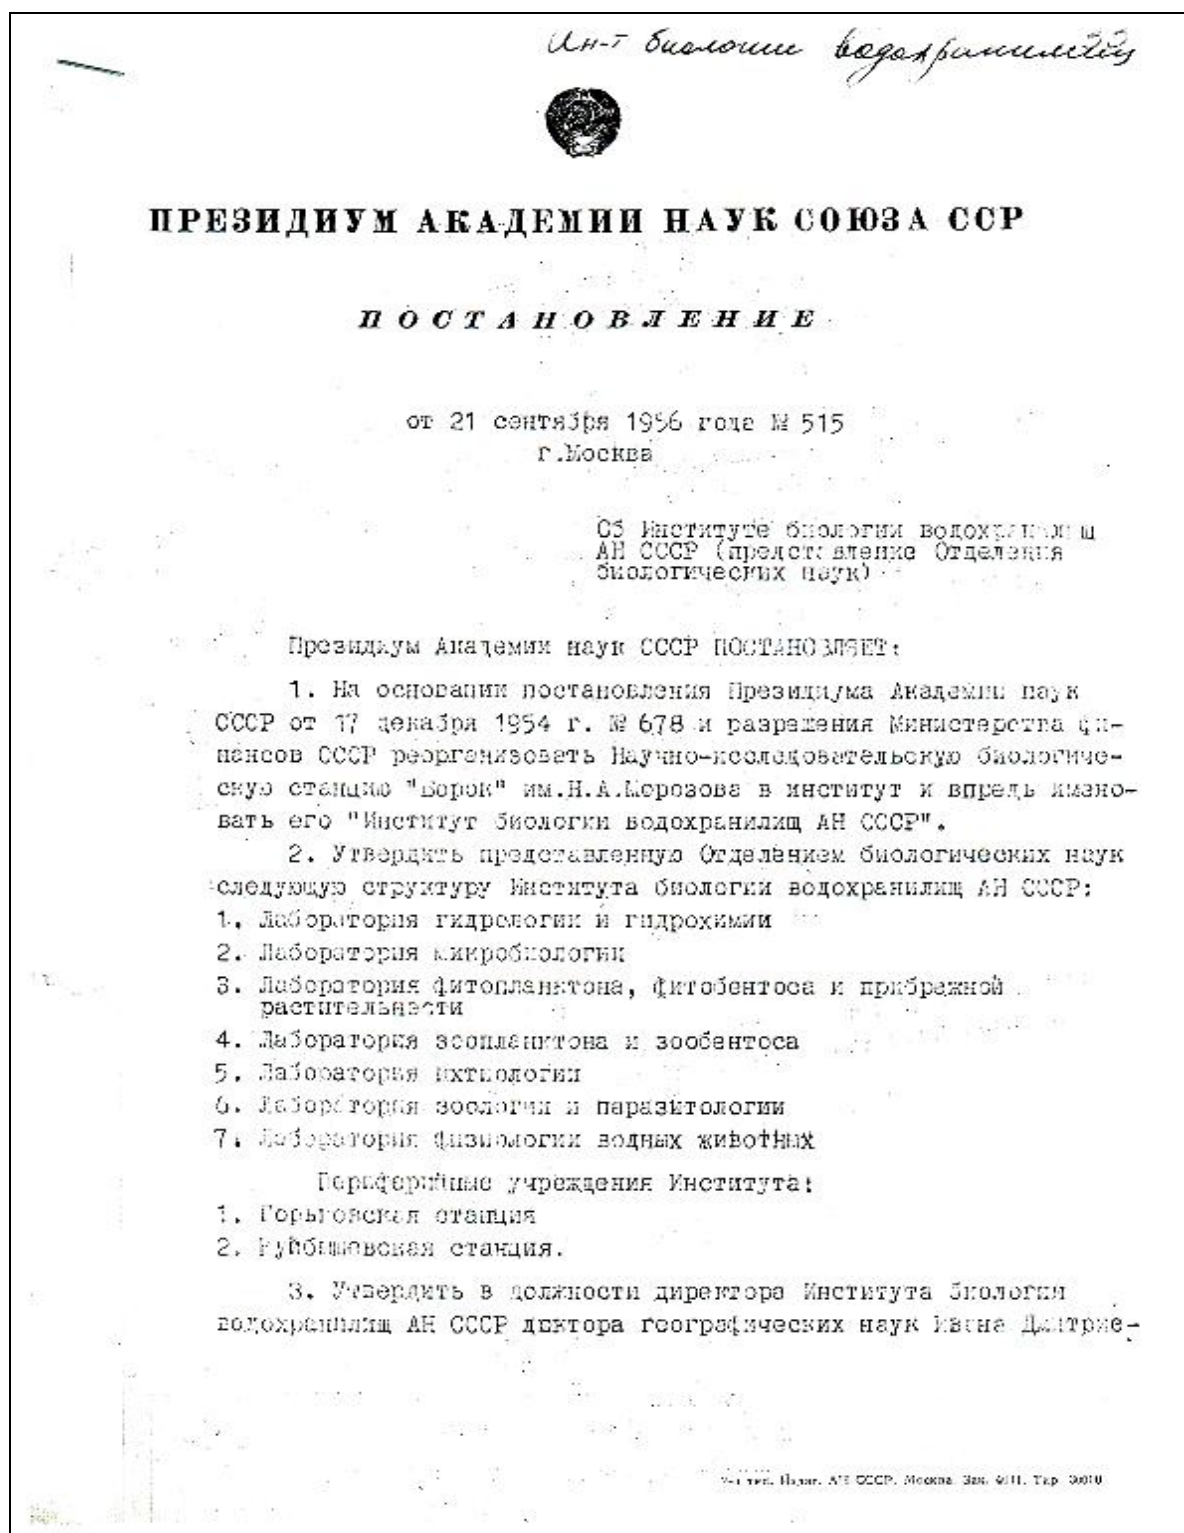 Ин-т биологии водохранилищ
ПРЕЗИДИУМ АКАДЕМИИ НАУК СОЮЗА ССР
ПОСТАНОВЛЕНИЕ
от 21 сентября 1956 года № 515
г.Москва
Об Институте биологии водохранилищ
АН СССР (представление Отделения
биологических наук)
Президиум Академии наук СССР ПОСТАНОВЛЯЕТ:
1. На основании постановления Президиума Академии наук
СССР от 17 декабря 1954 г. № 678 и разрешения Министерства фи-
нансов СССР реорганизовать Научно-исследовательскую биологиче-
скую станцию "Борок" им.Н.А.Морозова в институт и впредь имено-
вать его "Институт биологии водохранилищ АН СССР".
2. Утвердить представленную Отделением биологических наук
следующую структуру Института биологии водохранилищ АН СССР:
1. Лаборатория гидрологии и гидрохимии
2. Лаборатория микробиологии
3. Лаборатория фитопланктона, фитобентоса и прибрежной
растительности
4. Лаборатория зоопланктона и зообентоса
5. Лаборатория ихтиологии
6. Лаборатория зоологии и паразитологии
7. Лаборатория физиологии водных животных
Периферийные учреждения Института:
1. Горьковская станция
2. Куйбышевская станция.
3. Утвердить в должности директора Института биологии
водохранилищ АН СССР доктора географических наук Ивана Дмитрие-
тип. Издат. АН СССР. Москва. Зак. Тир.